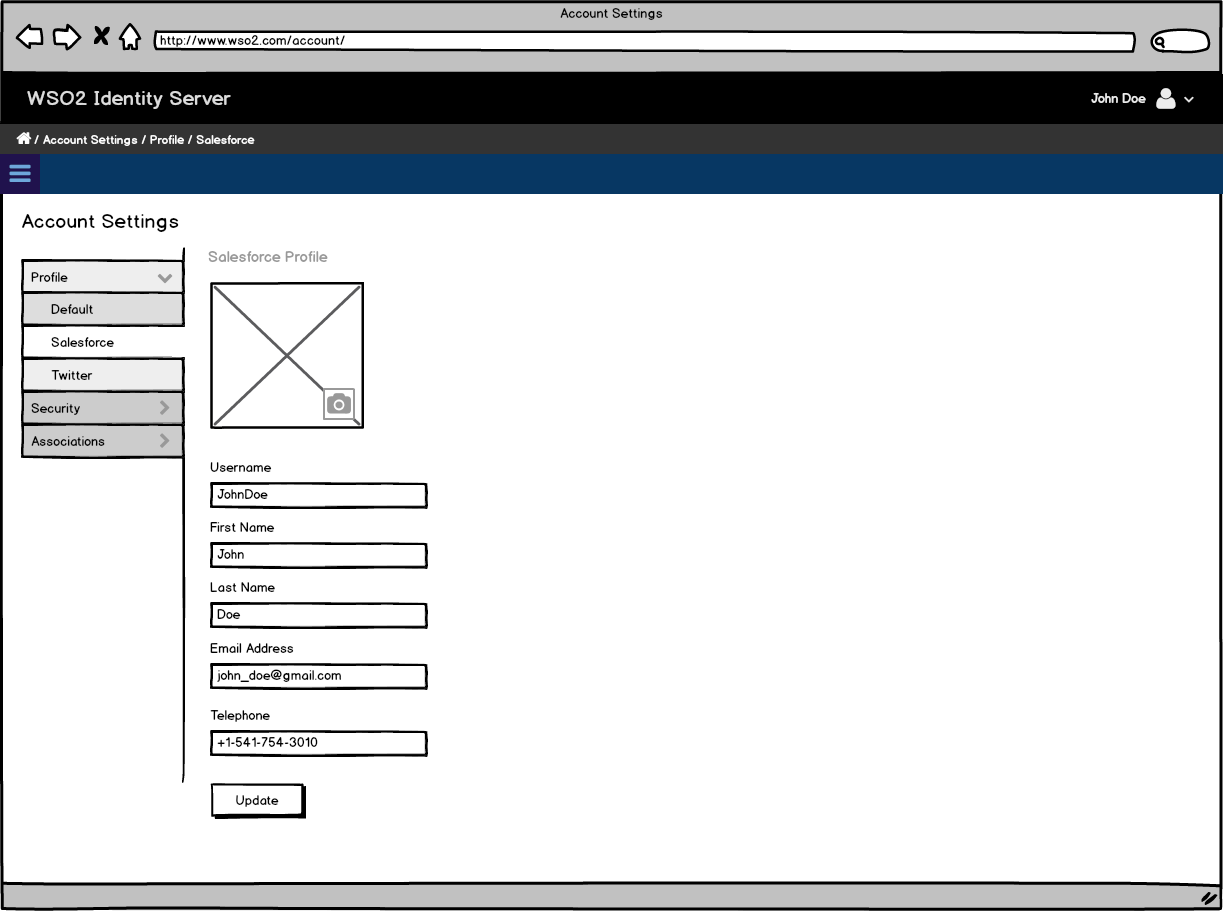 Account Settings
http://www.wso2.com/account/
WSO2 Identity Server
John Doe
/ Account Settings / Profile / Salesforce
Account Settings
Salesforce Profile
Profile
Default
Salesforce
Twitter
Security
Associations
Username
JohnDoe
First Name
John
Last Name
Doe
Email Address
john_doe@gmail.com
Telephone
+1-541-754-3010
Update